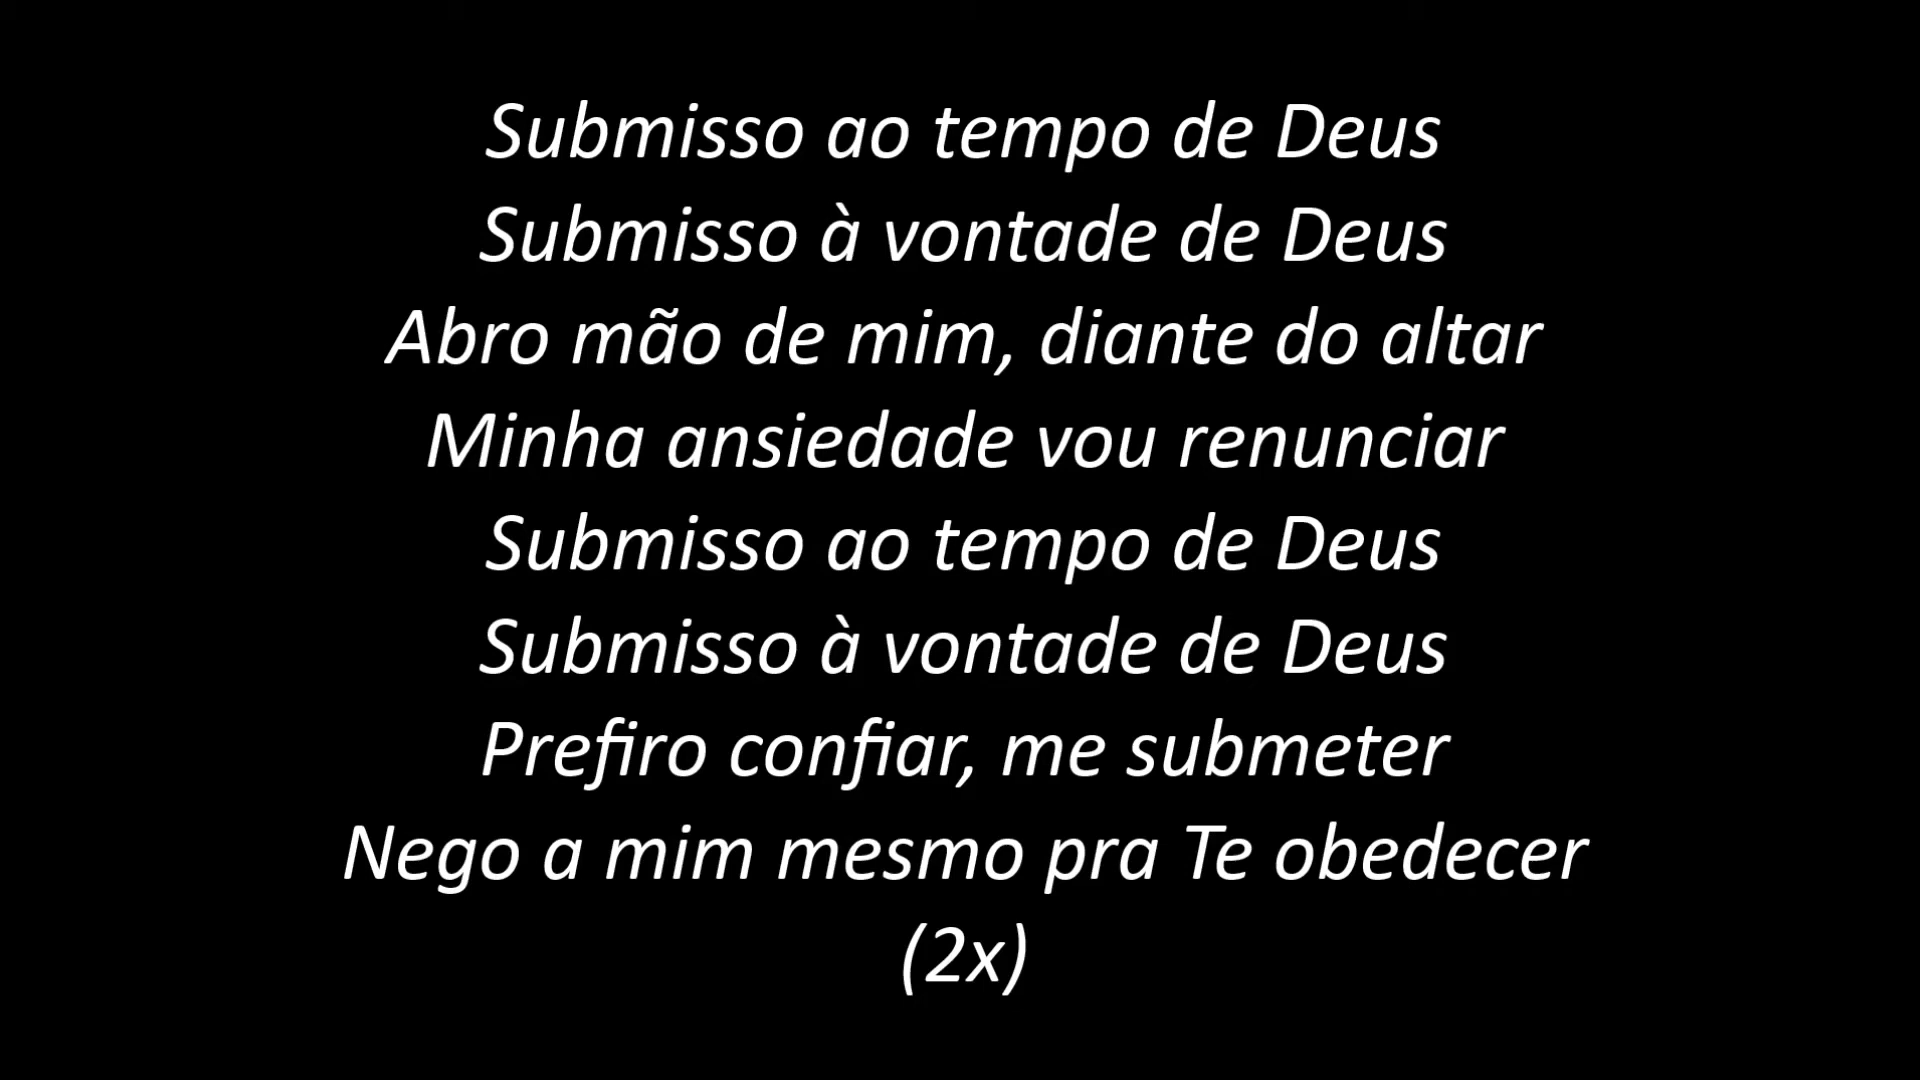 Submisso ao tempo de Deus
Submisso à vontade de Deus
Abro mão de mim, diante do altar
Minha ansiedade vou renunciar
Submisso ao tempo de Deus
Submisso à vontade de Deus
Prefiro confiar, me submeter
Nego a mim mesmo pra Te obedecer
(2x)